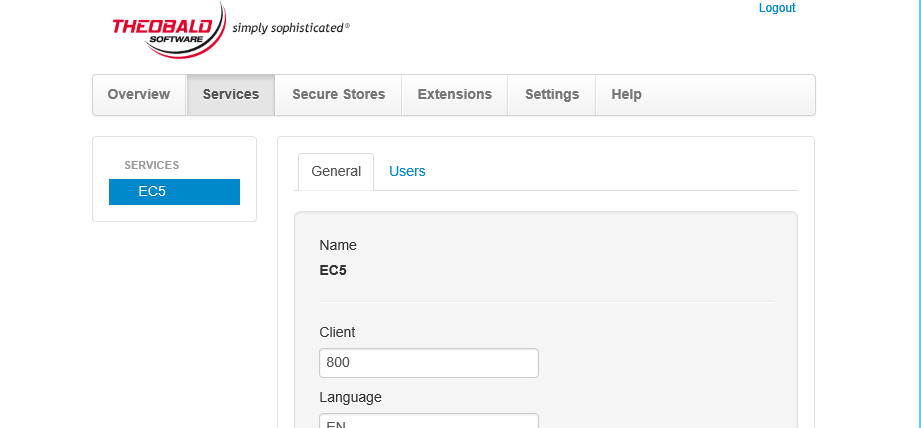 Logout
THEOBALD
SOFTWARE
simply sophisticated®
Overview Services Secure Stores Extensions Settings Help
SERVICES
EC5
General Users
Name
EC5
Client
800
Language
EN